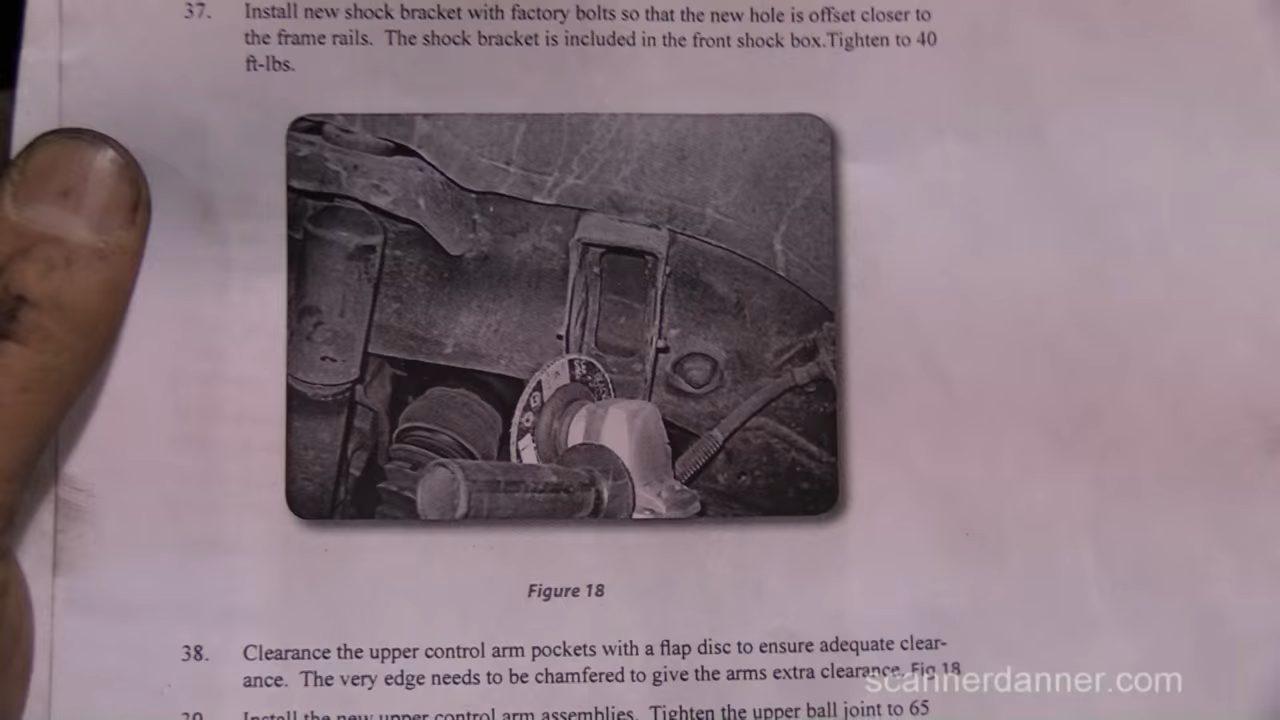 37. Install new shock bracket with factory bolts so that the new hole is offset closer to
the frame rails. The shock bracket is included in the front shock box.Tighten to 40
ft-lbs.
Figure 18
38. Clearance the upper control arm pockets with a flap disc to ensure adequate clear-
ance. The very edge needs to be chamfered to give the arms extra clearance. Fig 18
scannerdanner.com
Install the new upper control arm assemblies. Tighten the upper ball joint to 65